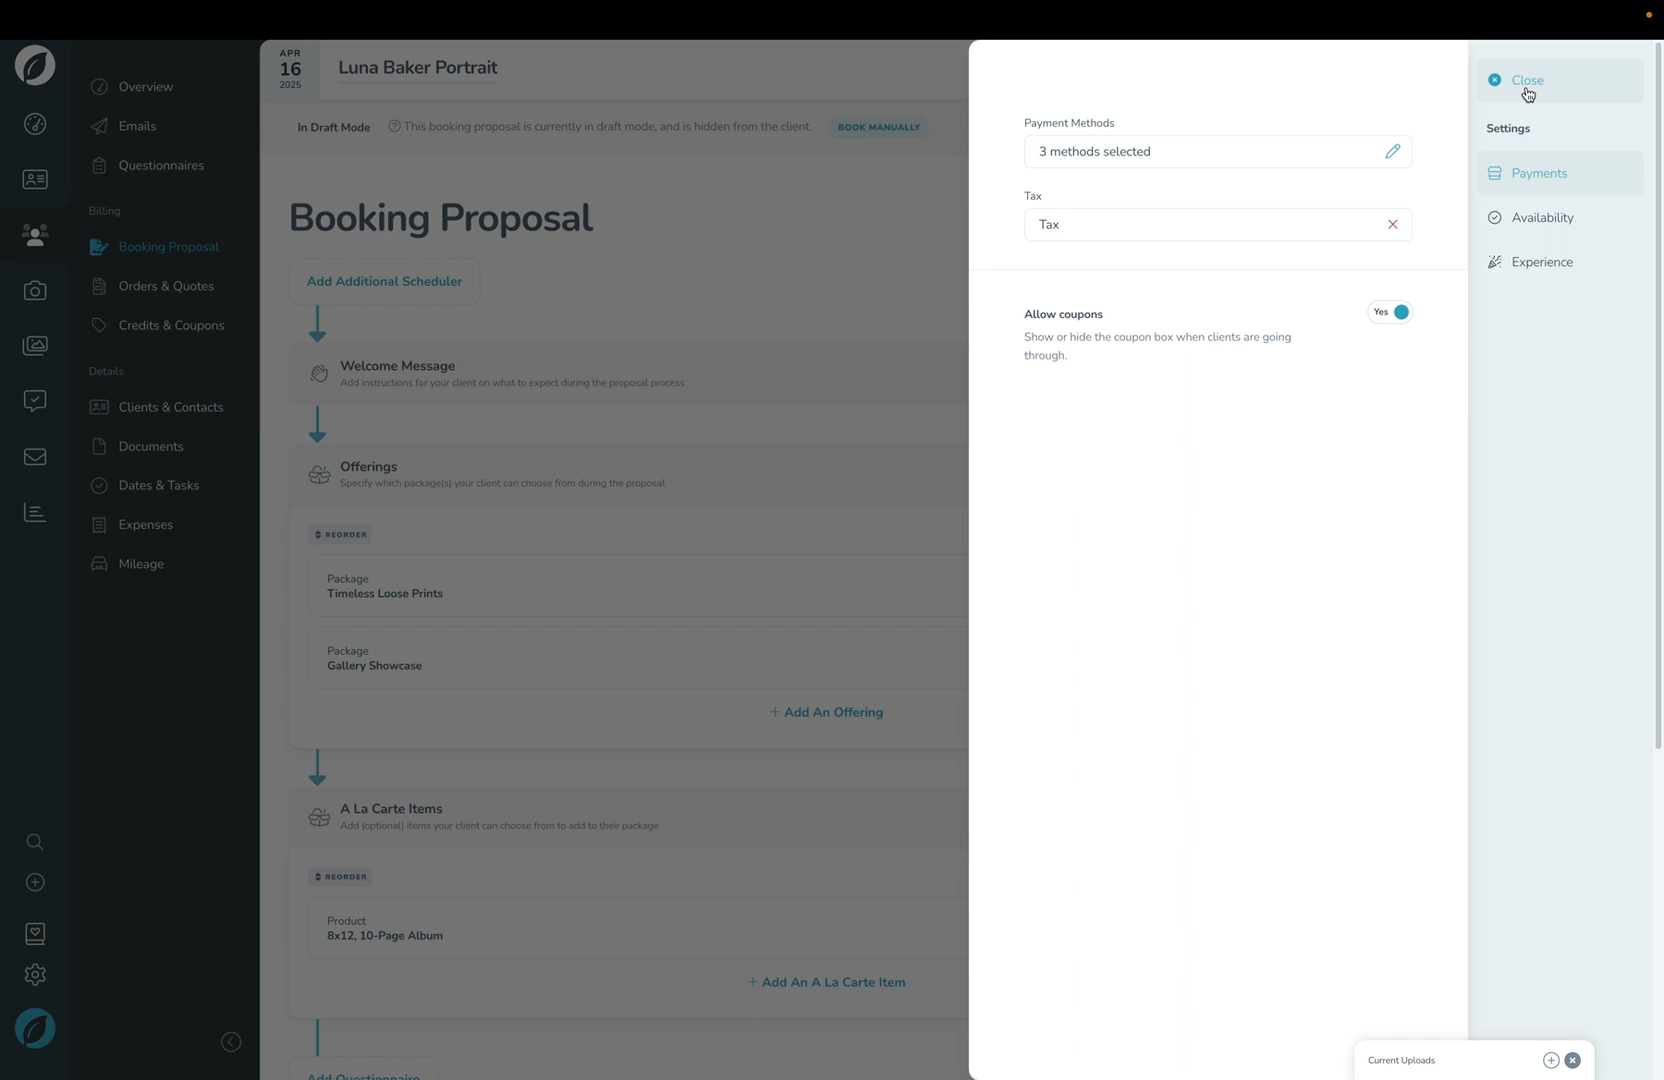 Overview
Emails
Questionnaires
Billing
Booking Proposal
Orders & Quotes
Credits & Coupons
Details
Clients & Contacts
Documents
Dates & Tasks
Expenses
Mileage
APR
16
2025
Luna Baker Portrait
In Draft Mode
This booking proposal is currently in draft mode, and is hidden from the client.
BOOK MANUALLY
Booking Proposal
Add Additional Scheduler
Welcome Message
Add instructions for your client on what to expect during the proposal process
Offerings
Specify which package(s) your client can choose from during the proposal
REORDER
Package
Timeless Loose Prints
Package
Gallery Showcase
+ Add An Offering
A La Carte Items
Add (optional) items your client can choose from to add to their package
REORDER
Product
8x12, 10-Page Album
+ Add An A La Carte Item
Add Questionnaire
Payment Methods
3 methods selected
Tax
Tax
Allow coupons
Yes
Show or hide the coupon box when clients are going
through.
Close
Settings
Payments
Availability
Experience
Current Uploads